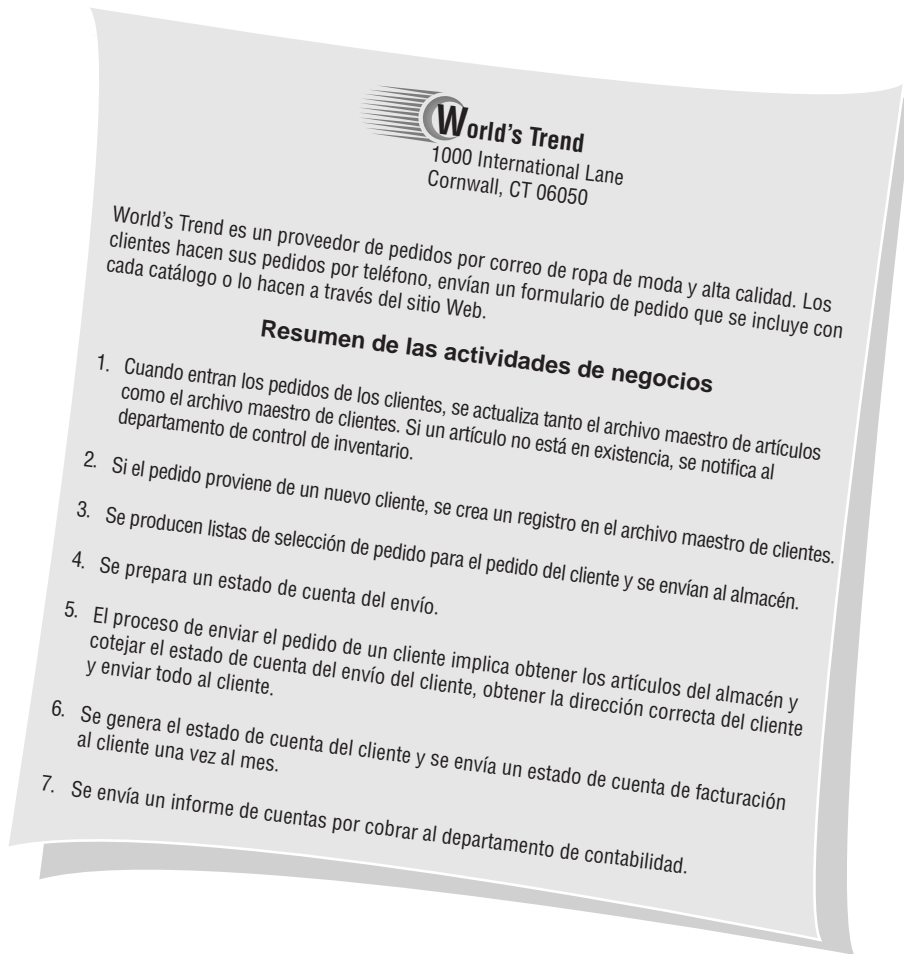 World's Trend
1000 International Lane
Cornwall, CT 06050
World's Trend es un proveedor de pedidos por correo de ropa de moda y alta calidad. Los
clientes hacen sus pedidos por teléfono, envían un formulario de pedido que se incluye con
cada catálogo o lo hacen a través del sitio Web.
Resumen de las actividades de negocios
1. Cuando entran los pedidos de los clientes, se actualiza tanto el archivo maestro de artículos
como el archivo maestro de clientes. Si un artículo no está en existencia, se notifica al
departamento de control de inventario.
2. Si el pedido proviene de un nuevo cliente, se crea un registro en el archivo maestro de clientes.
3. Se producen listas de selección de pedido para el pedido del cliente y se envían al almacén.
4. Se prepara un estado de cuenta del envío.
5. El proceso de enviar el pedido de un cliente implica obtener los artículos del almacén y
cotejar el estado de cuenta del envío del cliente, obtener la dirección correcta del cliente
y enviar todo al cliente.
6. Se genera el estado de cuenta del cliente y se envía un estado de cuenta de facturación
al cliente una vez al mes.
7. Se envía un informe de cuentas por cobrar al departamento de contabilidad.